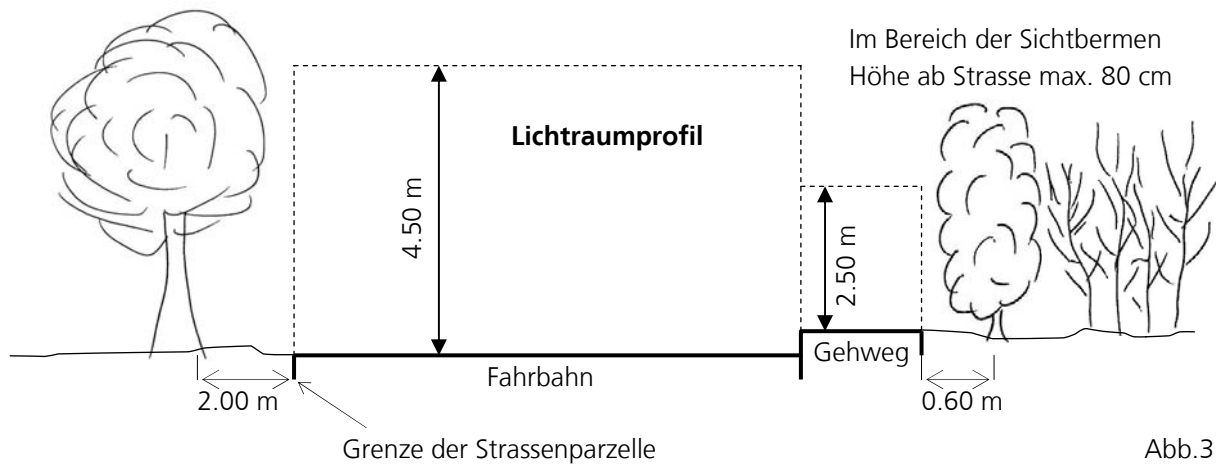 Im Bereich der Sichtbermen
Höhe ab Strasse max. 80 cm
Lichtraumprofil
4.50 m
2.50 m
Gehweg
Fahrbahn
2.00 m
0.60 m
Grenze der Strassenparzelle
Abb.3